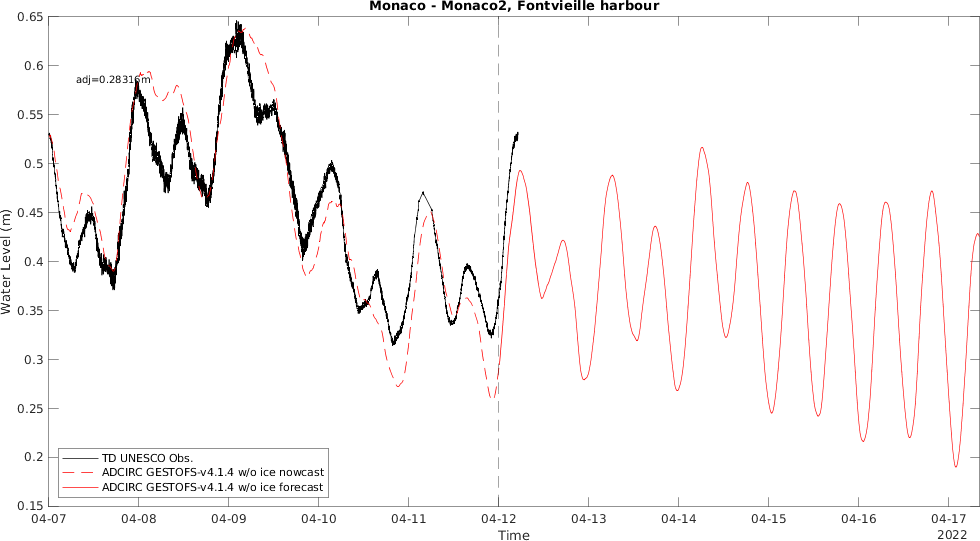 Monaco - Monaco2, Fontvieille harbour
0.65
0.6
0.55
0.5
0.45
0.4
0.35
0.3
0.25
0.2
0.15
Water Level (m)
adj=0.28316 m
TD UNESCO Obs.
ADCIRC GESTOFS-v4.1.4 w/o ice nowcast
ADCIRC GESTOFS-v4.1.4 w/o ice forecast
04-07 04-08 04-09 04-10 04-11 04-12 04-13 04-14 04-15 04-16 04-17
Time
2022